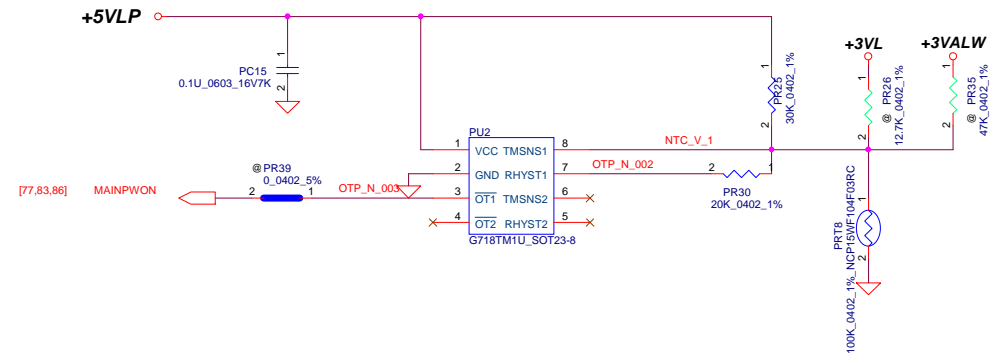 +5VLP
+3VL
+3VALW
1
PC15
0.1U_0603_16V7K
2
1
PR25
30K_0402_1%
2
1
@ PR26
12.7K_0402_1%
2
1
@ PR35
47K_0402_1%
2
PU2
1 VCC TMSNS1 8
NTC_V_1
2 GND RHYST1 7
OTP_N_002
3 OT1 TMSNS2 6
4 OT2 RHYST2 5
G718TM1U_SOT23-8
2 1
PR30
20K_0402_1%
[77,83,86] MAINPWON
@ PR39
0_0402_5%
2 1
OTP_N_003
1
PRT8
100K_0402_1%_NCP15WF104F03RC
2